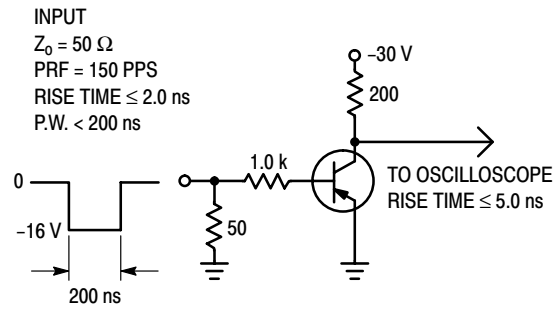 INPUT
Zo = 50 Ω
PRF = 150 PPS
RISE TIME ≤ 2.0 ns
P.W. < 200 ns
0
−16 V
200 ns
50
1.0 k
−30 V
200
TO OSCILLOSCOPE
RISE TIME ≤ 5.0 ns